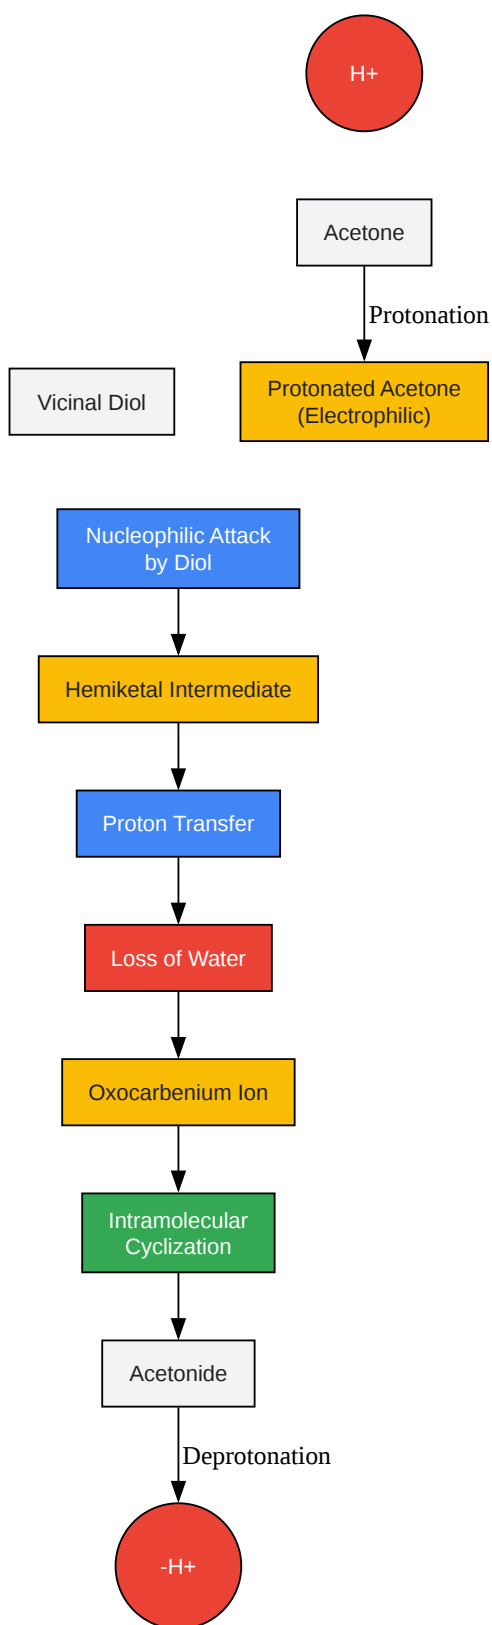 H+
Acetone
Protonation
Vicinal Diol
Protonated Acetone
(Electrophilic)
Nucleophilic Attack
by Diol
Hemiketal Intermediate
Proton Transfer
Loss of Water
Oxocarbenium Ion
Intramolecular
Cyclization
Acetonide
Deprotonation
-H+